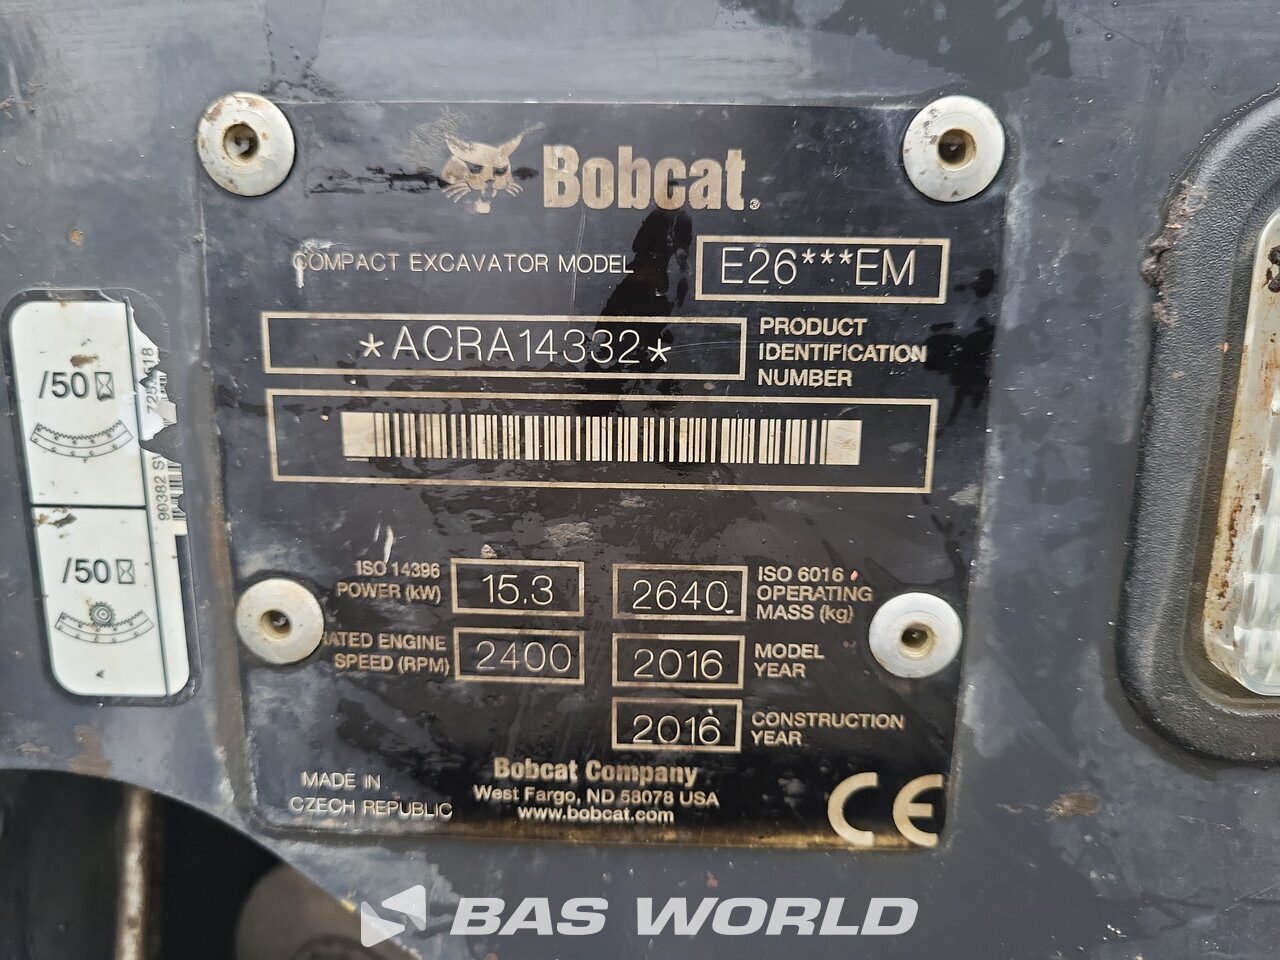 Bobcat®
COMPACT EXCAVATOR MODEL E26***EM
*ACRA14332*
PRODUCT
IDENTIFICATION
NUMBER
ISO 14396
POWER (kW) 15.3
2640 ISO 6016
OPERATING
MASS (kg)
RATED ENGINE
SPEED (RPM) 2400
2016 MODEL
YEAR
2016 CONSTRUCTION
YEAR
MADE IN
CZECH REPUBLIC
Bobcat Company
West Fargo, ND 58078 USA
www.bobcat.com
CE
/50
/50
BAS WORLD